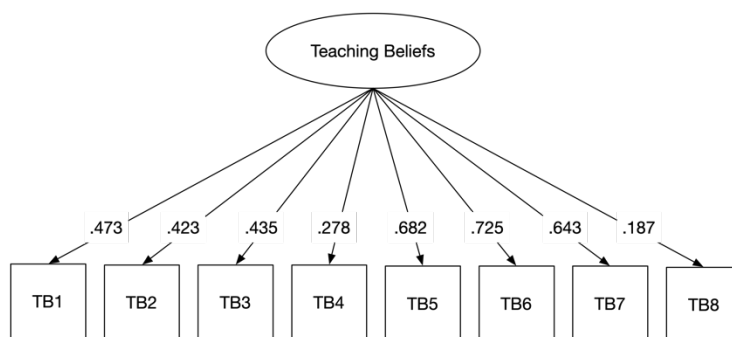 Teaching Beliefs
.473 .423 .435 .278 .682 .725 .643 .187
TB1 TB2 TB3 TB4 TB5 TB6 TB7 TB8